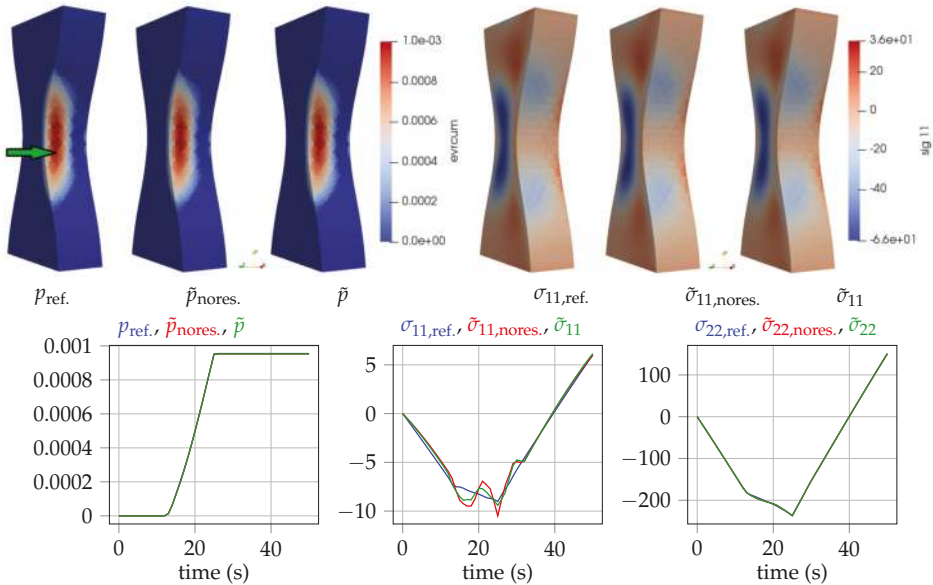 1.0e-03
0.0008
0.0006
0.0004
0.0002
0.0e+00
evrcum
3.6e+01
20
0
-20
-40
-6.6e+01
sig 11
p_ref. p̃_nores. p̃ σ_11,ref. σ̃_11,nores. σ̃_11
p_ref., p̃_nores., p̃
0.001
0.0008
0.0006
0.0004
0.0002
0
0 20 40
time (s)
σ_11,ref., σ̃_11,nores., σ̃_11
5
0
−5
−10
0 20 40
time (s)
σ_22,ref., σ̃_22,nores., σ̃_22
100
0
−100
−200
0 20 40
time (s)